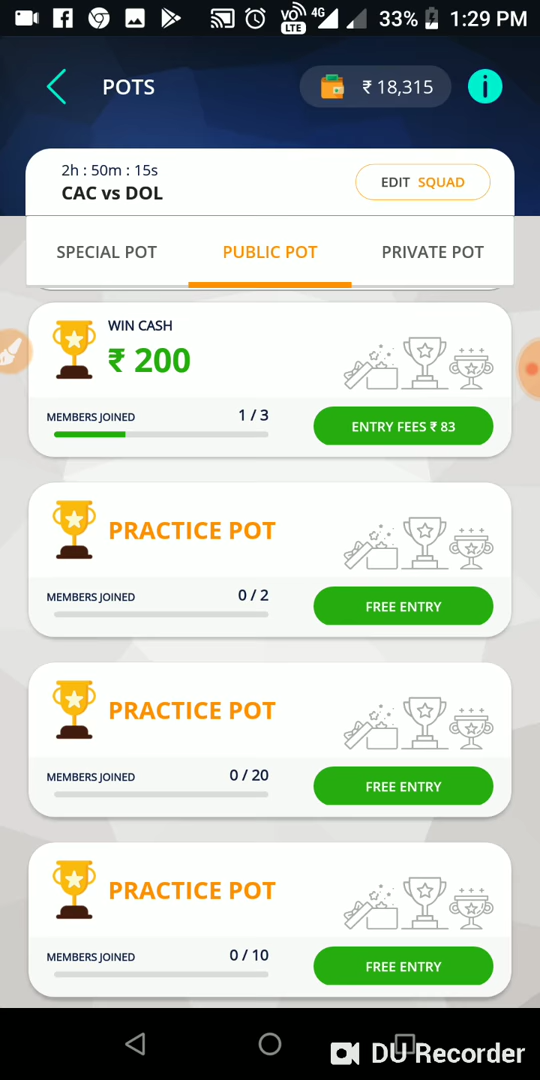 VO)) LTE 4G 33% 1:29 PM
POTS ₹ 18,315 i
2h : 50m : 15s
CAC vs DOL
EDIT SQUAD
SPECIAL POT PUBLIC POT PRIVATE POT
WIN CASH
₹ 200
MEMBERS JOINED 1 / 3
ENTRY FEES ₹ 83
PRACTICE POT
MEMBERS JOINED 0 / 2
FREE ENTRY
PRACTICE POT
MEMBERS JOINED 0 / 20
FREE ENTRY
PRACTICE POT
MEMBERS JOINED 0 / 10
FREE ENTRY
DU Recorder